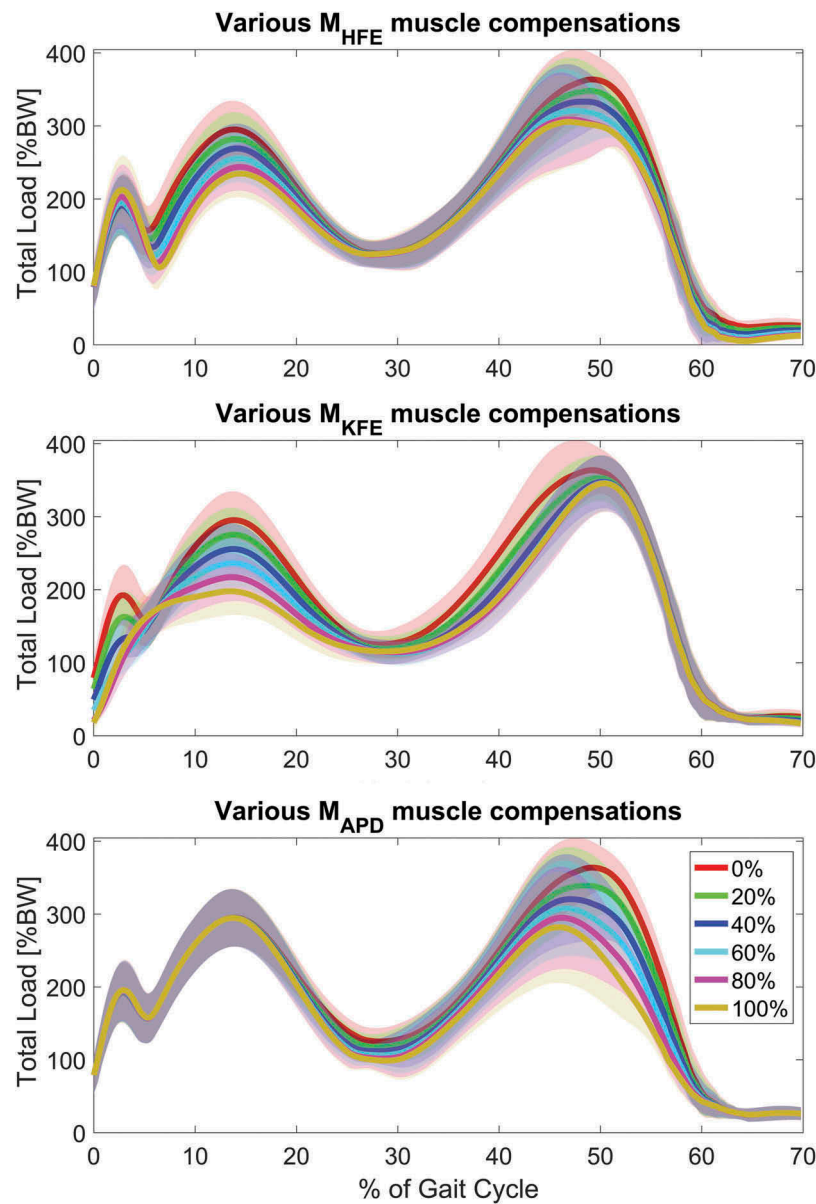 Various M_HFE muscle compensations
400
300
200
100
0
Total Load [%BW]
0 10 20 30 40 50 60 70
Various M_KFE muscle compensations
400
300
200
100
0
Total Load [%BW]
0 10 20 30 40 50 60 70
Various M_APD muscle compensations
400
300
200
100
0
Total Load [%BW]
0%
20%
40%
60%
80%
100%
0 10 20 30 40 50 60 70
% of Gait Cycle